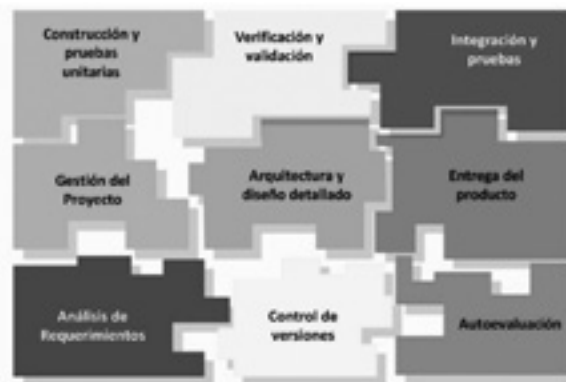 Construcción y
pruebas
unitarias
Verificación y
validación
Integración y
pruebas
Gestión del
Proyecto
Arquitectura y
diseño detallado
Entrega del
producto
Análisis de
Requerimientos
Control de
versiones
Autoevaluación